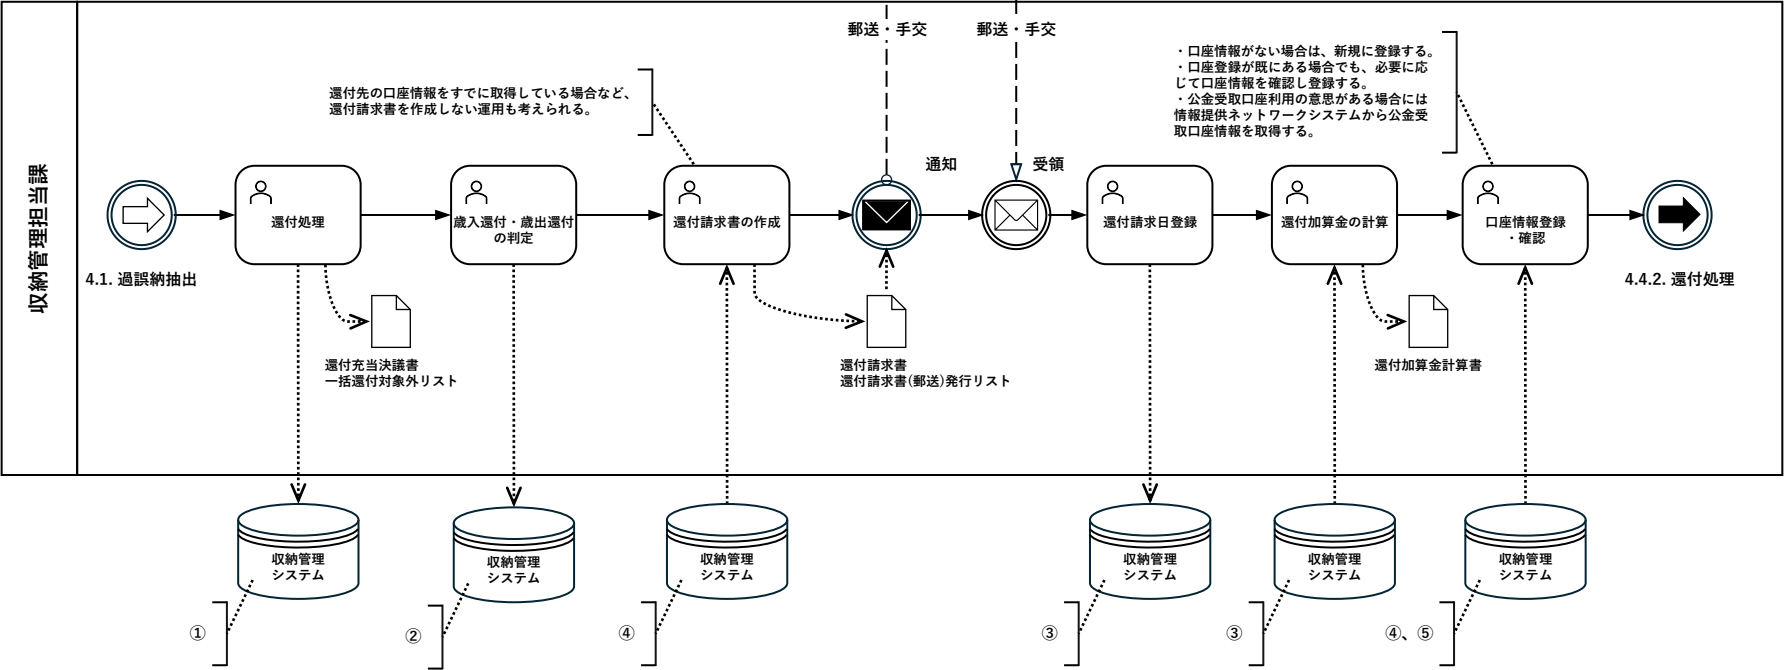 収納管理担当課
郵送・手交
郵送・手交
・口座情報がない場合は、新規に登録する。
・口座登録が既にある場合でも、必要に応
じて口座情報を確認し登録する。
・公金受取口座利用の意思がある場合には
情報提供ネットワークシステムから公金受
取口座情報を取得する。
還付先の口座情報をすでに取得している場合など、
還付請求書を作成しない運用も考えられる。
通知
受領
4.1. 過誤納抽出
還付処理
歳入還付・歳出還付
の判定
還付請求書の作成
還付請求日登録
還付加算金の計算
口座情報登録
・確認
4.4.2. 還付処理
還付充当決議書
一括還付対象外リスト
還付請求書
還付請求書(郵送)発行リスト
還付加算金計算書
収納管理
システム
収納管理
システム
収納管理
システム
収納管理
システム
収納管理
システム
収納管理
システム
①
②
④
③
③
④、⑤